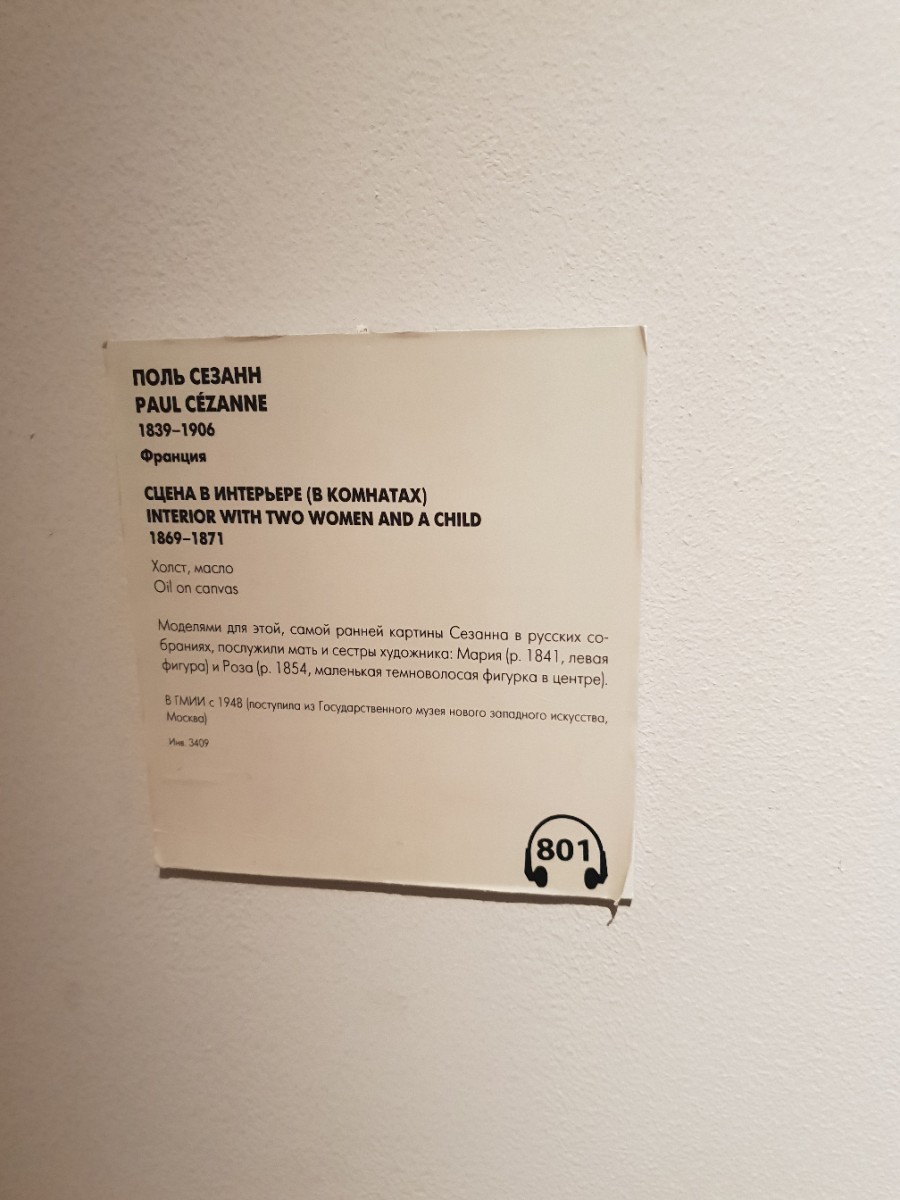 ПОЛЬ СЕЗАНН
PAUL CÉZANNE
1839–1906
Франция
СЦЕНА В ИНТЕРЬЕРЕ (В КОМНАТАХ)
INTERIOR WITH TWO WOMEN AND A CHILD
1869–1871
Холст, масло
Oil on canvas
Моделями для этой, самой ранней картины Сезанна в русских со-
браниях, послужили мать и сестры художника: Мария (р. 1841, левая
фигура) и Роза (р. 1854, маленькая темноволосая фигурка в центре).
В ГМИИ с 1948 (поступила из Государственного музея нового западного искусства,
Москва)
Инв. 3409
801